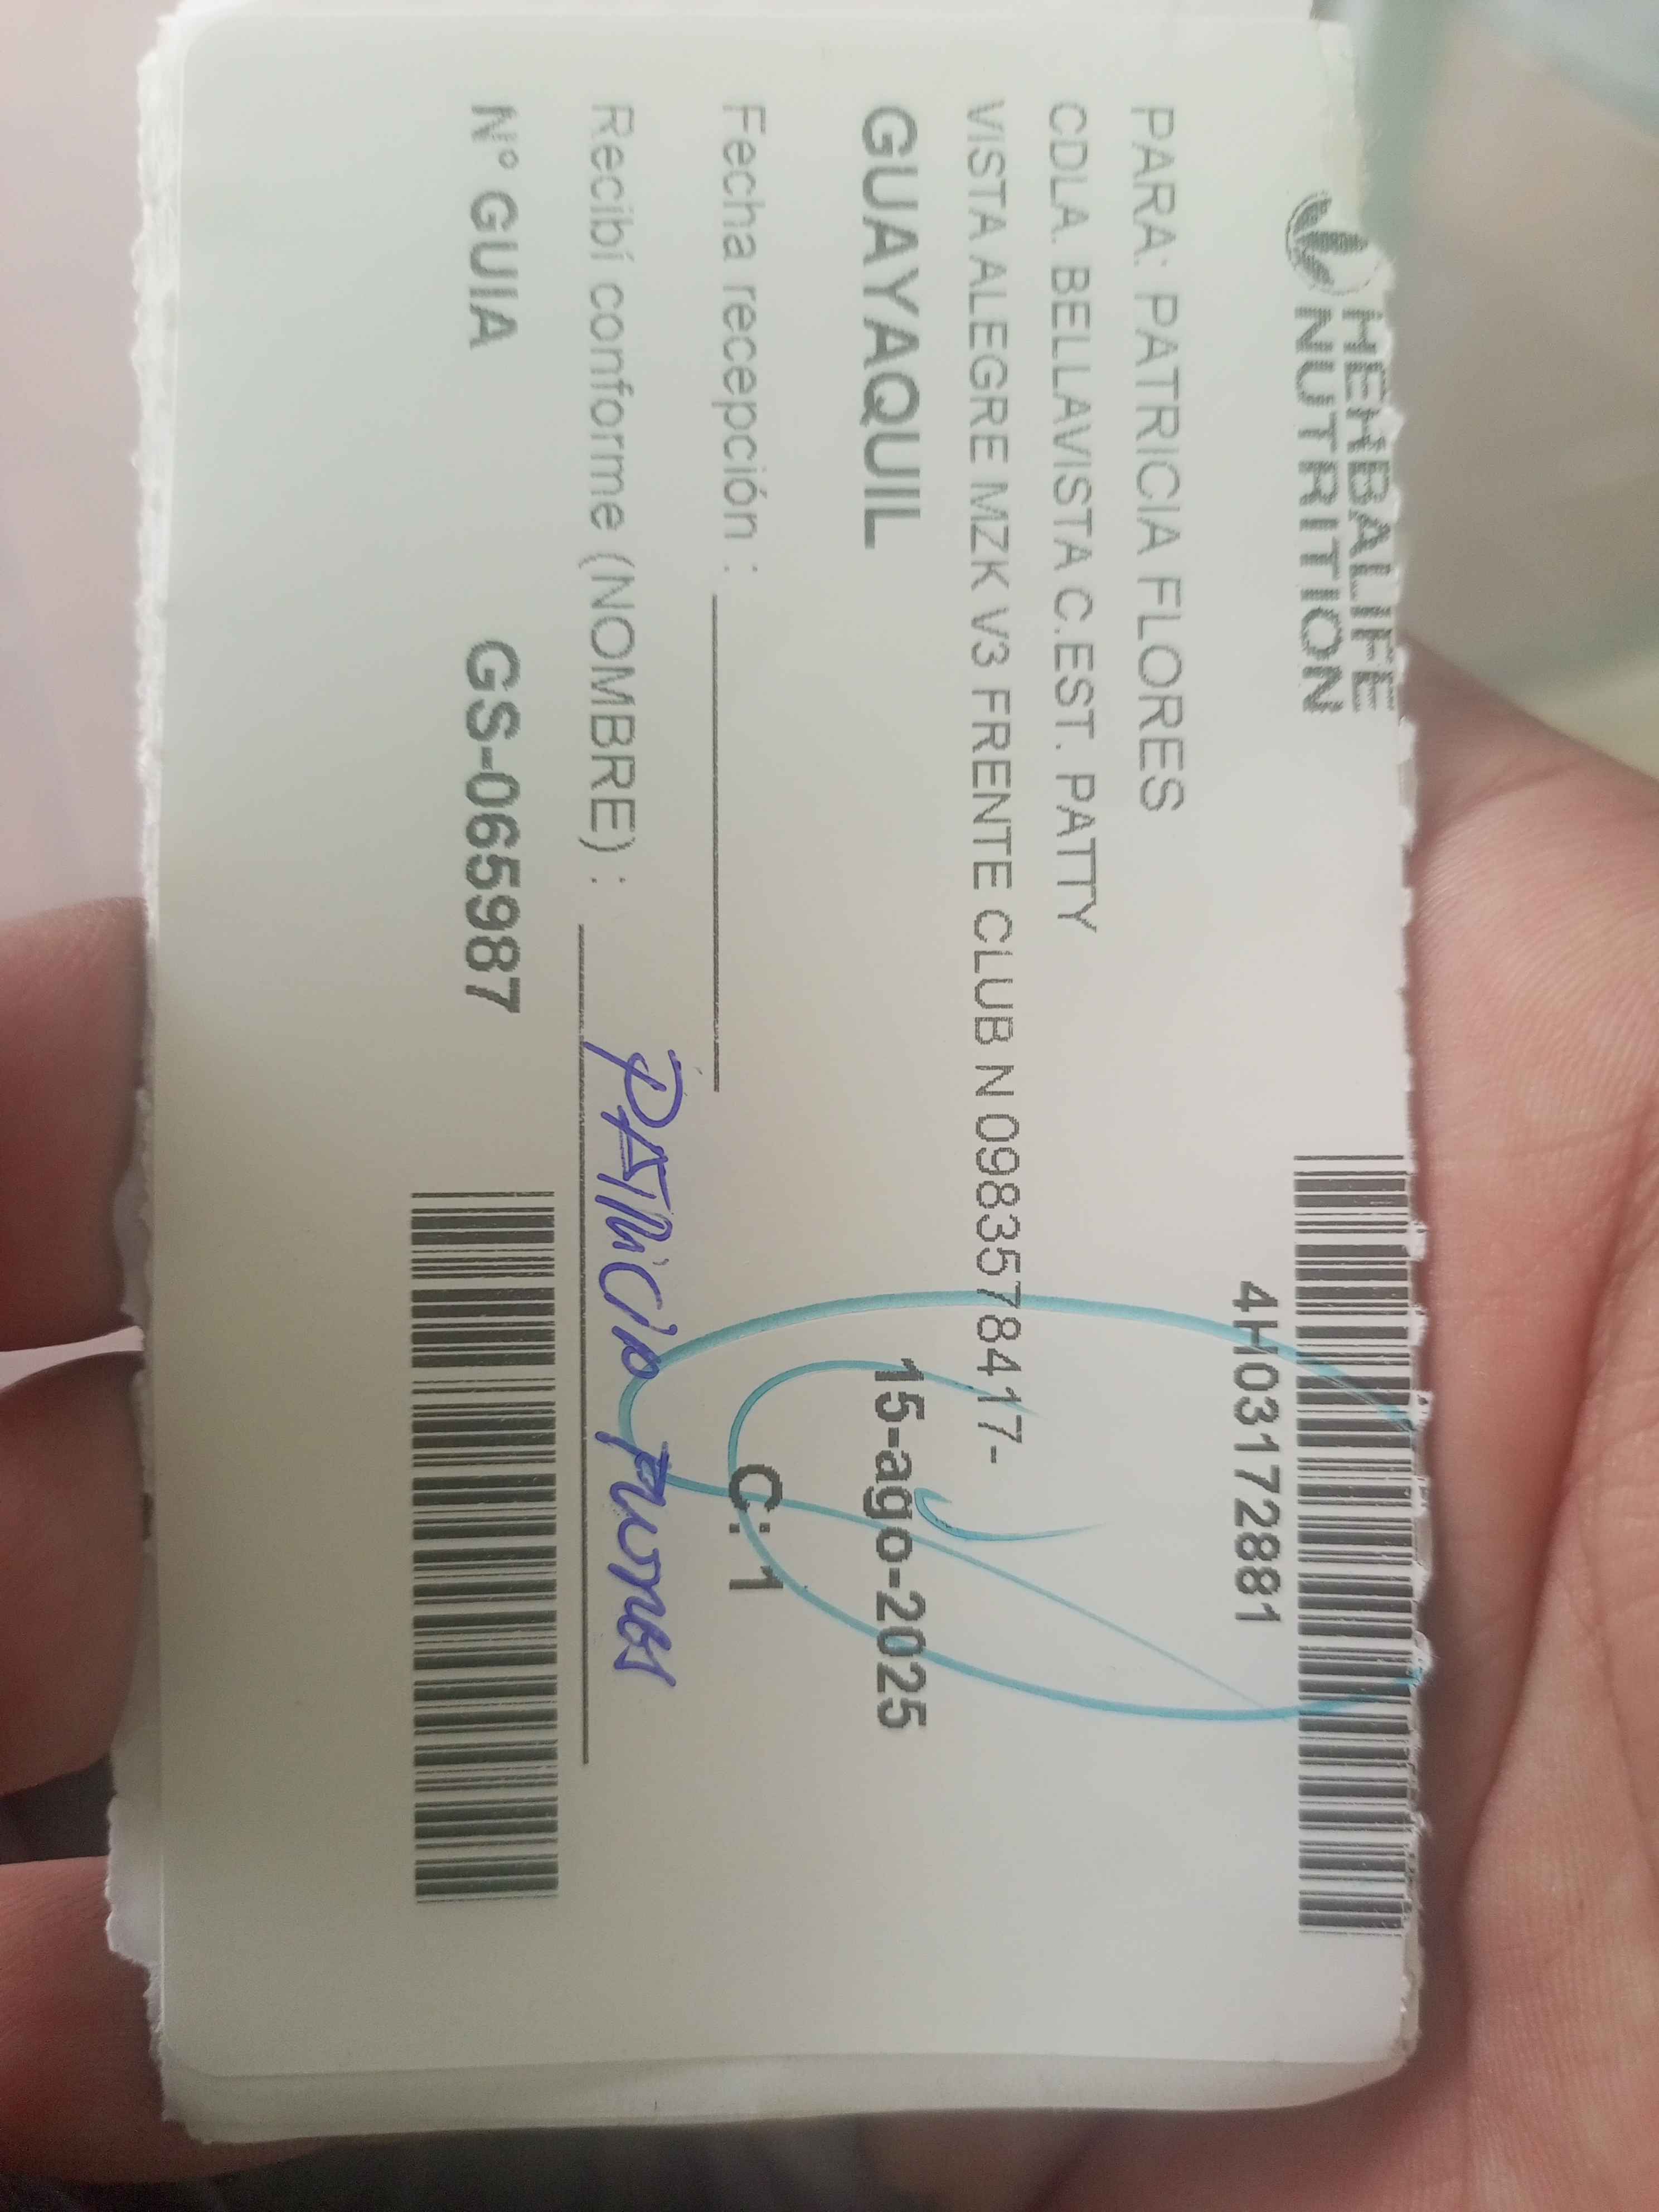 HERBALIFE
NUTRITION
4H03172881
PARA: PATRICIA FLORES
CDLA. BELLAVISTA C.EST. PATTY
VISTA ALEGRE MZK V3 FRENTE CLUB N 0983578417-
GUAYAQUIL 15-ago-2025
Fecha recepción : C: 1
Recibí conforme (NOMBRE) : PATRICIO
Nº GUIA GS-065987